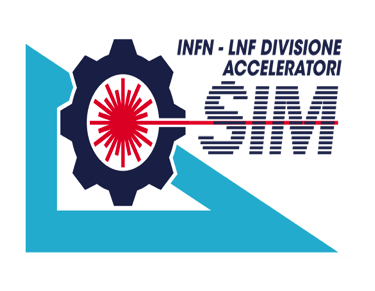 INFN - LNF DIVISIONE
ACCELERATORI
SIM